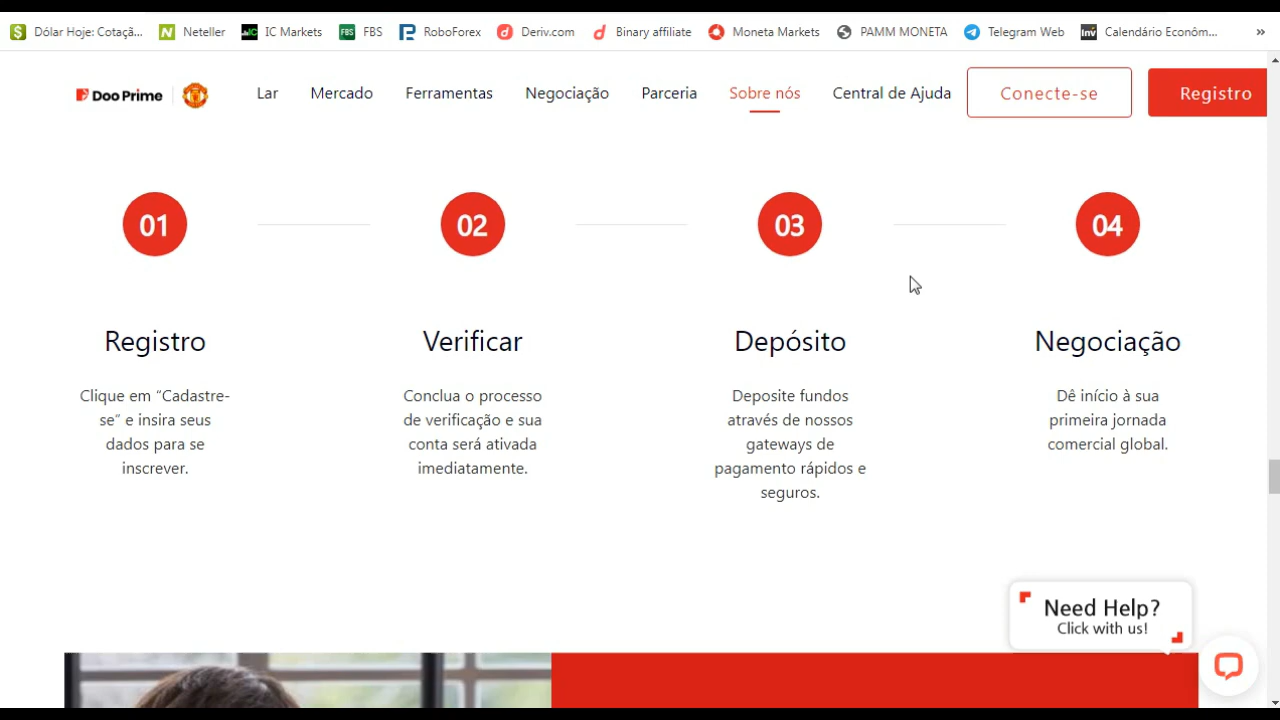 Dólar Hoje: Cotaçã... Neteller IC Markets FBS FBS RoboForex Deriv.com Binary affiliate Moneta Markets PAMM MONETA Telegram Web Inv Calendário Econôm... »
Doo Prime Lar Mercado Ferramentas Negociação Parceria Sobre nós Central de Ajuda Conecte-se Registro
01 02 03 04
Registro
Clique em “Cadastre-
se” e insira seus
dados para se
inscrever.
Verificar
Conclua o processo
de verificação e sua
conta será ativada
imediatamente.
Depósito
Deposite fundos
através de nossos
gateways de
pagamento rápidos e
seguros.
Negociação
Dê início à sua
primeira jornada
comercial global.
Need Help?
Click with us!